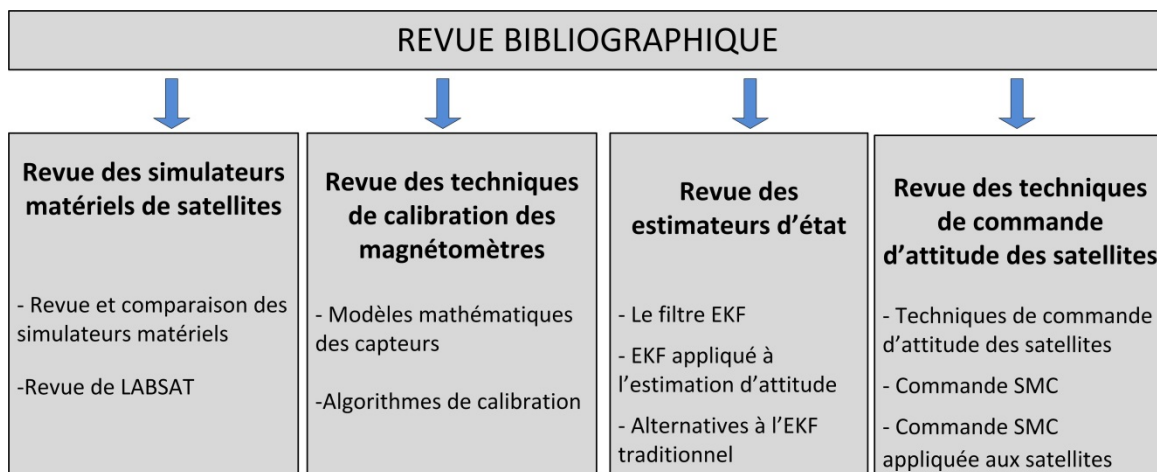 REVUE BIBLIOGRAPHIQUE
Revue des simulateurs
matériels de satellites
- Revue et comparaison des
simulateurs matériels
-Revue de LABSAT
Revue des techniques
de calibration des
magnétomètres
- Modèles mathématiques
des capteurs
-Algorithmes de calibration
Revue des
estimateurs d’état
- Le filtre EKF
- EKF appliqué à
l’estimation d’attitude
- Alternatives à l’EKF
traditionnel
Revue des techniques
de commande
d’attitude des satellites
- Techniques de commande
d’attitude des satellites
- Commande SMC
- Commande SMC
appliquée aux satellites